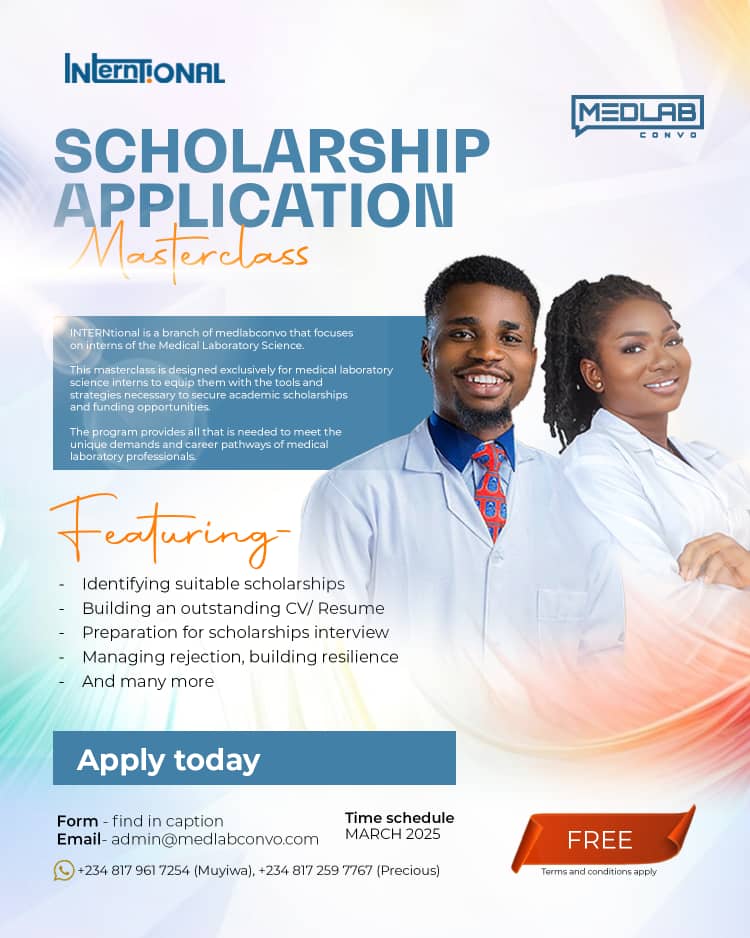 INTERNTIONAL
MEDLAB
CONVO
SCHOLARSHIP
APPLICATION
Masterclass
INTERNtional is a branch of medlabconvo that focuses
on interns of the Medical Laboratory Science.
This masterclass is designed exclusively for medical laboratory
science interns to equip them with the tools and
strategies necessary to secure academic scholarships
and funding opportunities.
The program provides all that is needed to meet the
unique demands and career pathways of medical
laboratory professionals.
Featuring-
- Identifying suitable scholarships
- Building an outstanding CV/ Resume
- Preparation for scholarships interview
- Managing rejection, building resilience
- And many more
Apply today
Form - find in caption
Email- admin@medlabconvo.com
Time schedule
MARCH 2025
+234 817 961 7254 (Muyiwa), +234 817 259 7767 (Precious)
FREE
Terms and conditions apply